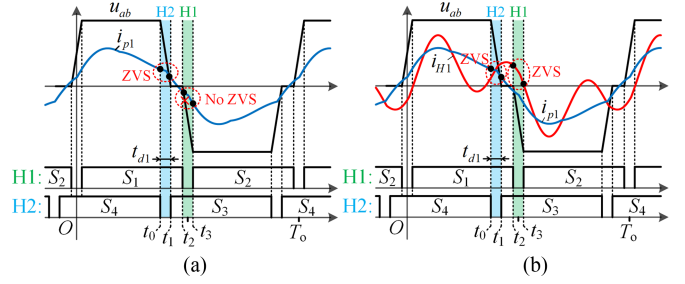 H2 H1
u_ab
i_p1
ZVS
No ZVS
t_d1
H1: S_2 S_1 S_2
H2: S_4 S_3 S_4
O t_0 t_1 t_2 t_3 T_o
(a)
H2 H1
u_ab
i_H1
ZVS
ZVS
i_p1
t_d1
H1: S_2 S_1 S_2
H2: S_4 S_3 S_4
O t_0 t_1 t_2 t_3 T_o
(b)